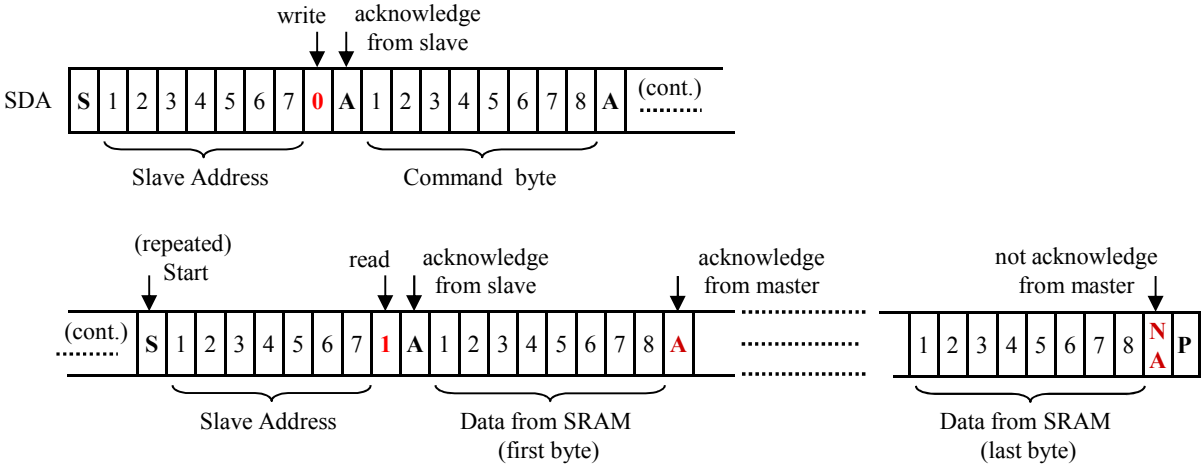 write acknowledge
from slave
SDA S 1 2 3 4 5 6 7 0 A 1 2 3 4 5 6 7 8 A (cont.)
Slave Address Command byte
(repeated)
Start read acknowledge
from slave acknowledge
from master not acknowledge
from master
(cont.) S 1 2 3 4 5 6 7 1 A 1 2 3 4 5 6 7 8 A 1 2 3 4 5 6 7 8 N
A P
Slave Address Data from SRAM
(first byte) Data from SRAM
(last byte)